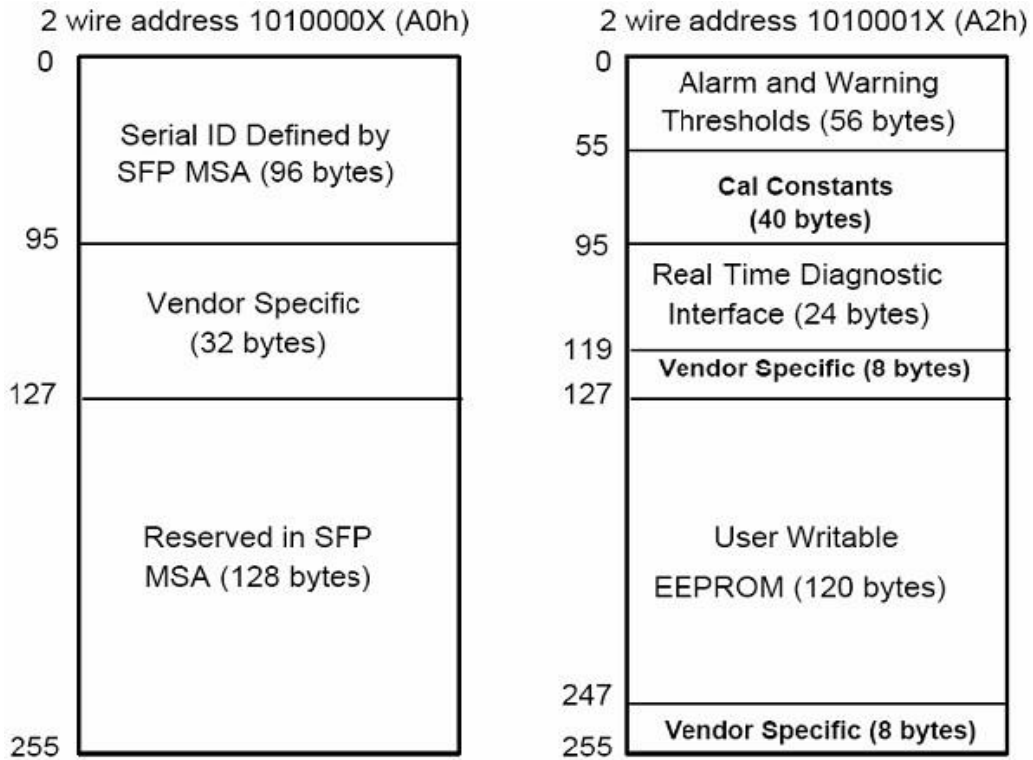 2 wire address 1010000X (A0h)
0
Serial ID Defined by
SFP MSA (96 bytes)
95
Vendor Specific
(32 bytes)
127
Reserved in SFP
MSA (128 bytes)
255
2 wire address 1010001X (A2h)
0
Alarm and Warning
Thresholds (56 bytes)
55
Cal Constants
(40 bytes)
95
Real Time Diagnostic
Interface (24 bytes)
119
Vendor Specific (8 bytes)
127
User Writable
EEPROM (120 bytes)
247
Vendor Specific (8 bytes)
255